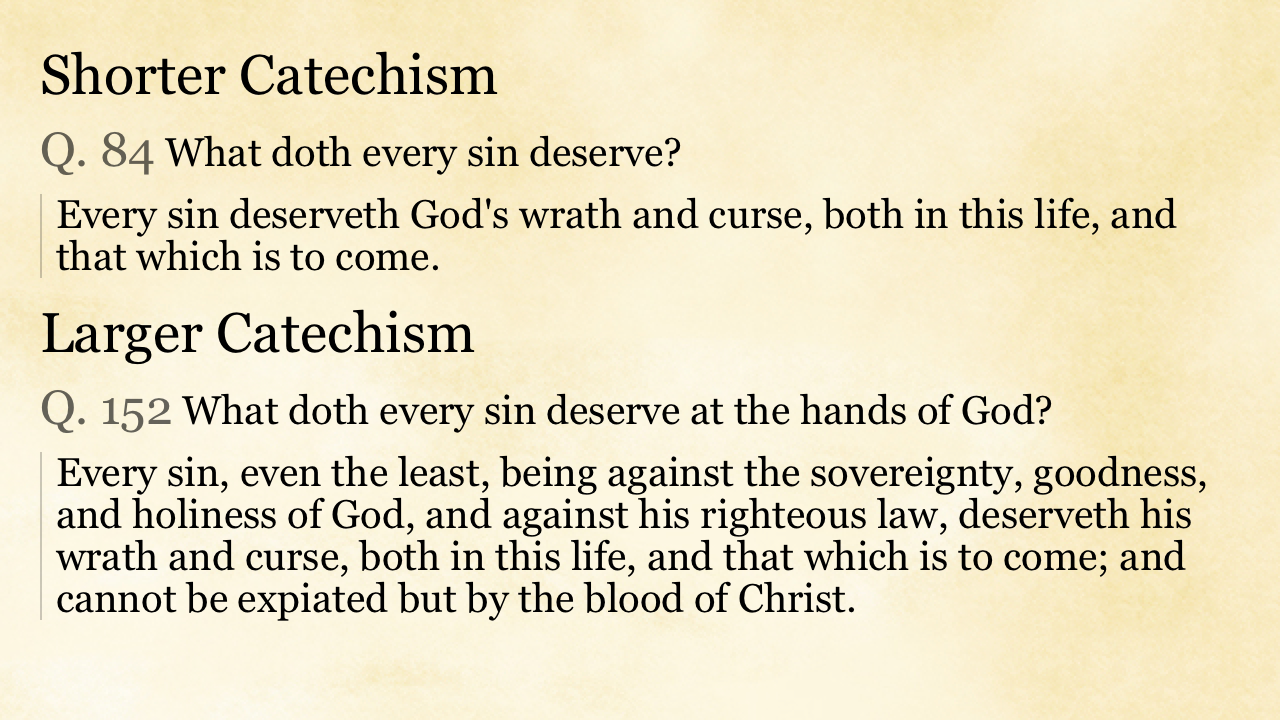 Shorter Catechism
Q. 84 What doth every sin deserve?
Every sin deserveth God's wrath and curse, both in this life, and
that which is to come.
Larger Catechism
Q. 152 What doth every sin deserve at the hands of God?
Every sin, even the least, being against the sovereignty, goodness,
and holiness of God, and against his righteous law, deserveth his
wrath and curse, both in this life, and that which is to come; and
cannot be expiated but by the blood of Christ.